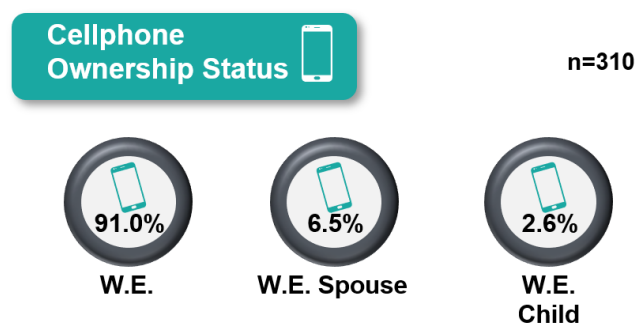 Cellphone
Ownership Status
n=310
91.0%
6.5%
2.6%
W.E.
W.E. Spouse
W.E.
Child